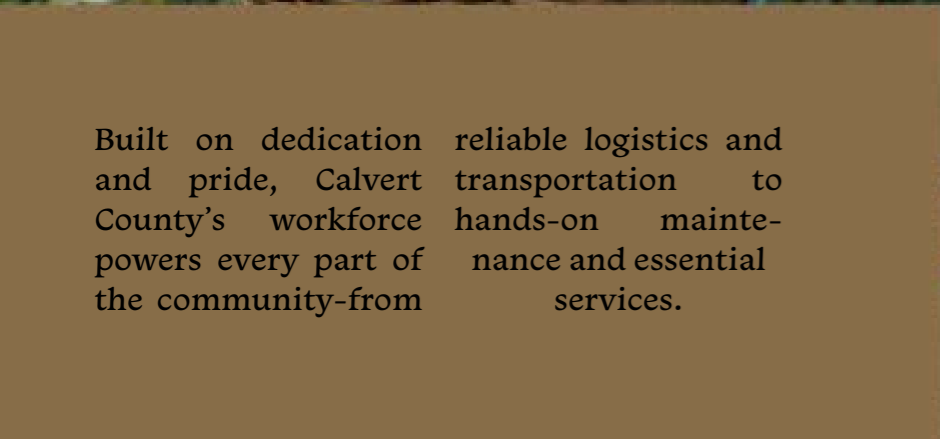 Built on dedication
and pride, Calvert
County’s workforce
powers every part of
the community-from
reliable logistics and
transportation to
hands-on mainte-
nance and essential
services.